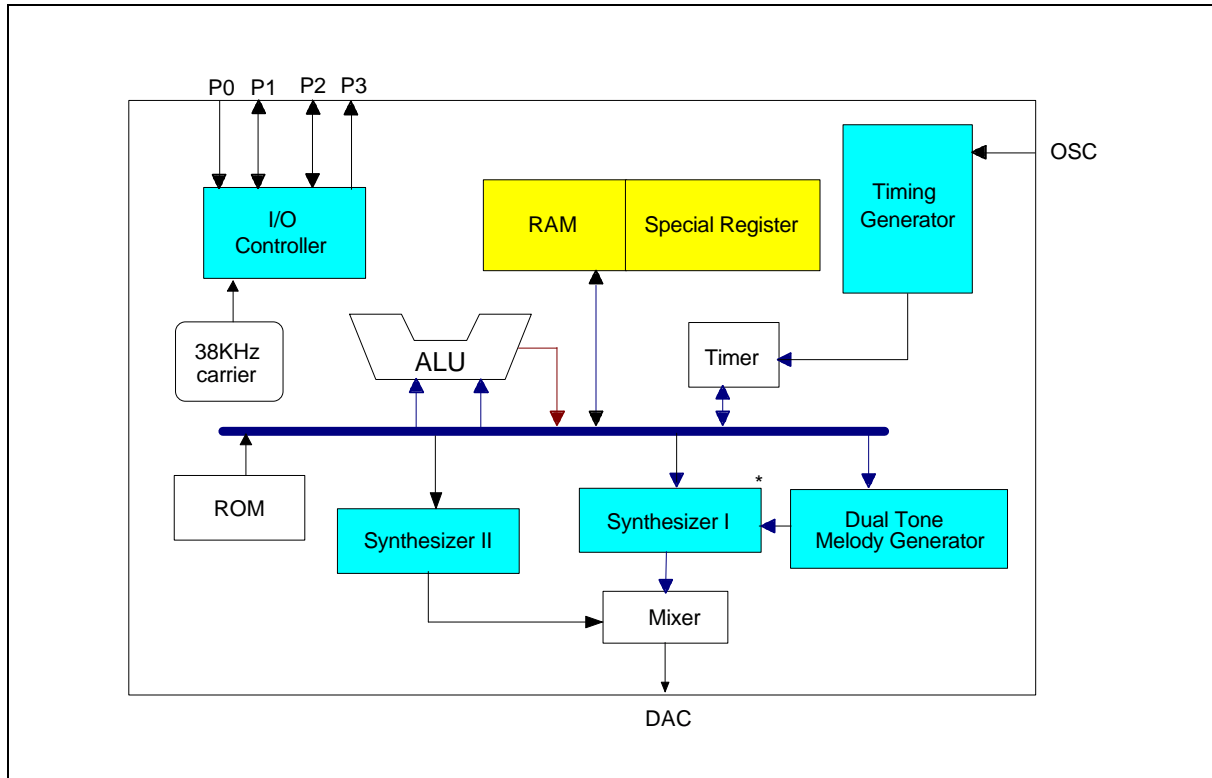 P0 P1 P2 P3
OSC
I/O
Controller
RAM
Special Register
Timing
Generator
38KHz
carrier
ALU
Timer
ROM
Synthesizer II
Synthesizer I
*
Dual Tone
Melody Generator
Mixer
DAC